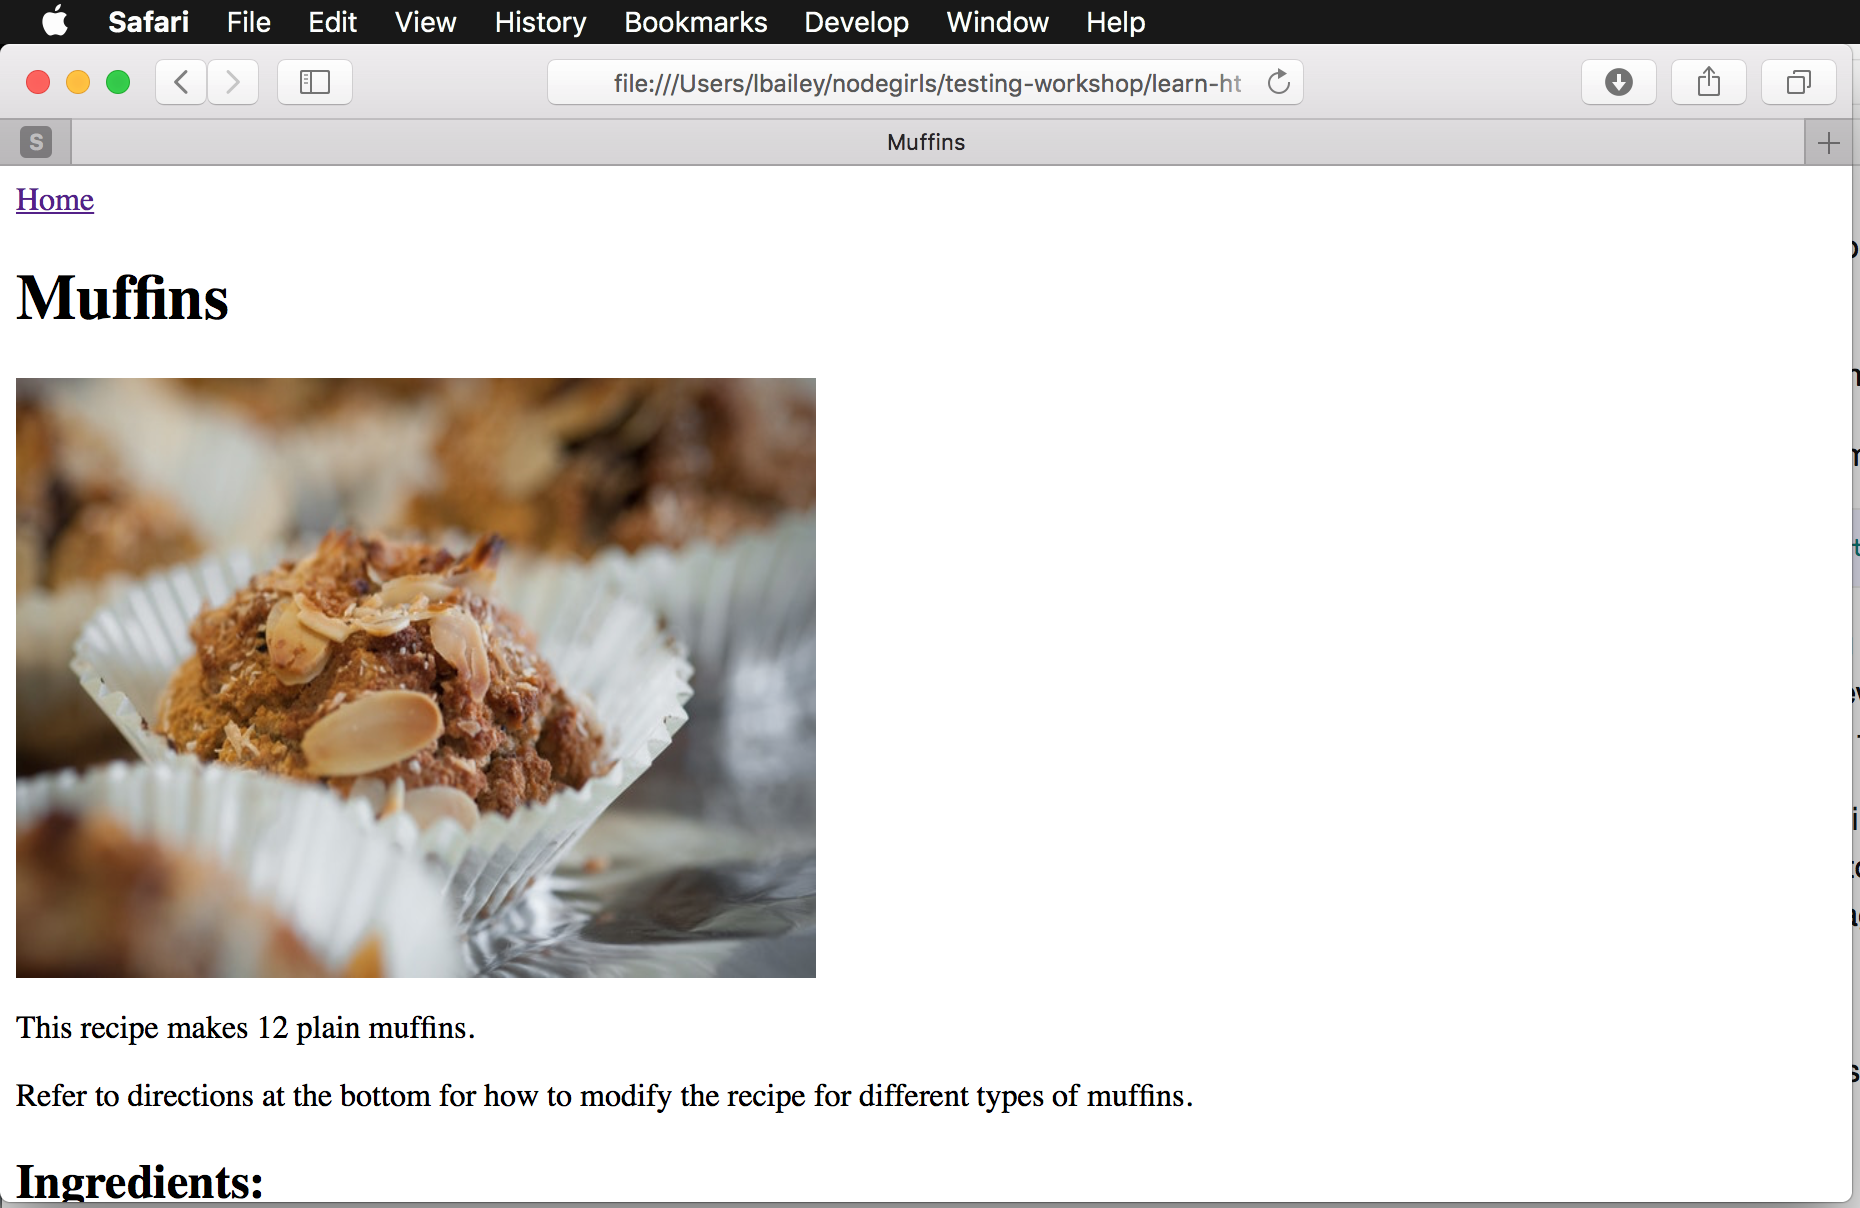 Safari File Edit View History Bookmarks Develop Window Help
file:///Users/lbailey/nodegirls/testing-workshop/learn-ht
S Muffins
Home
Muffins
This recipe makes 12 plain muffins.
Refer to directions at the bottom for how to modify the recipe for different types of muffins.
Ingredients: